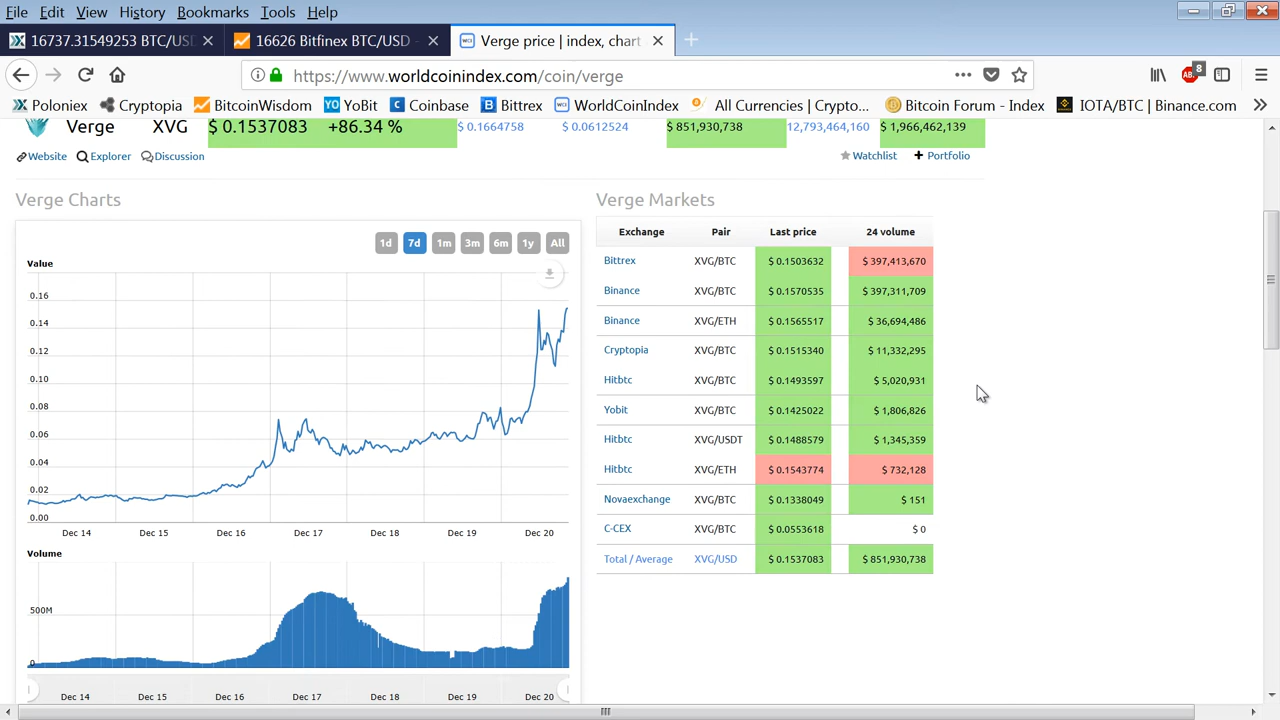 File Edit View History Bookmarks Tools Help
16737.31549253 BTC/USD
16626 Bitfinex BTC/USD -
Verge price | index, chart
https://www.worldcoinindex.com/coin/verge
8
Poloniex Cryptopia BitcoinWisdom YoBit Coinbase Bittrex WorldCoinIndex All Currencies | Crypto... Bitcoin Forum - Index IOTA/BTC | Binance.com
Verge XVG $ 0.1537083 +86.34 % $ 0.1664758 $ 0.0612524 $ 851,930,738 12,793,464,160 $ 1,966,462,139
Website Explorer Discussion Watchlist Portfolio
Verge Charts
1d 7d 1m 3m 6m 1y All
Value
0.16
0.14
0.12
0.10
0.08
0.06
0.04
0.02
0.00
Dec 14 Dec 15 Dec 16 Dec 17 Dec 18 Dec 19 Dec 20
Volume
500M
0
Dec 14 Dec 15 Dec 16 Dec 17 Dec 18 Dec 19 Dec 20
Verge Markets
Exchange Pair Last price 24 volume
Bittrex XVG/BTC $ 0.1503632 $ 397,413,670
Binance XVG/BTC $ 0.1570535 $ 397,311,709
Binance XVG/ETH $ 0.1565517 $ 36,694,486
Cryptopia XVG/BTC $ 0.1515340 $ 11,332,295
Hitbtc XVG/BTC $ 0.1493597 $ 5,020,931
Yobit XVG/BTC $ 0.1425022 $ 1,806,826
Hitbtc XVG/USDT $ 0.1488579 $ 1,345,359
Hitbtc XVG/ETH $ 0.1543774 $ 732,128
Novaexchange XVG/BTC $ 0.1338049 $ 151
C-CEX XVG/BTC $ 0.0553618 $ 0
Total / Average XVG/USD $ 0.1537083 $ 851,930,738